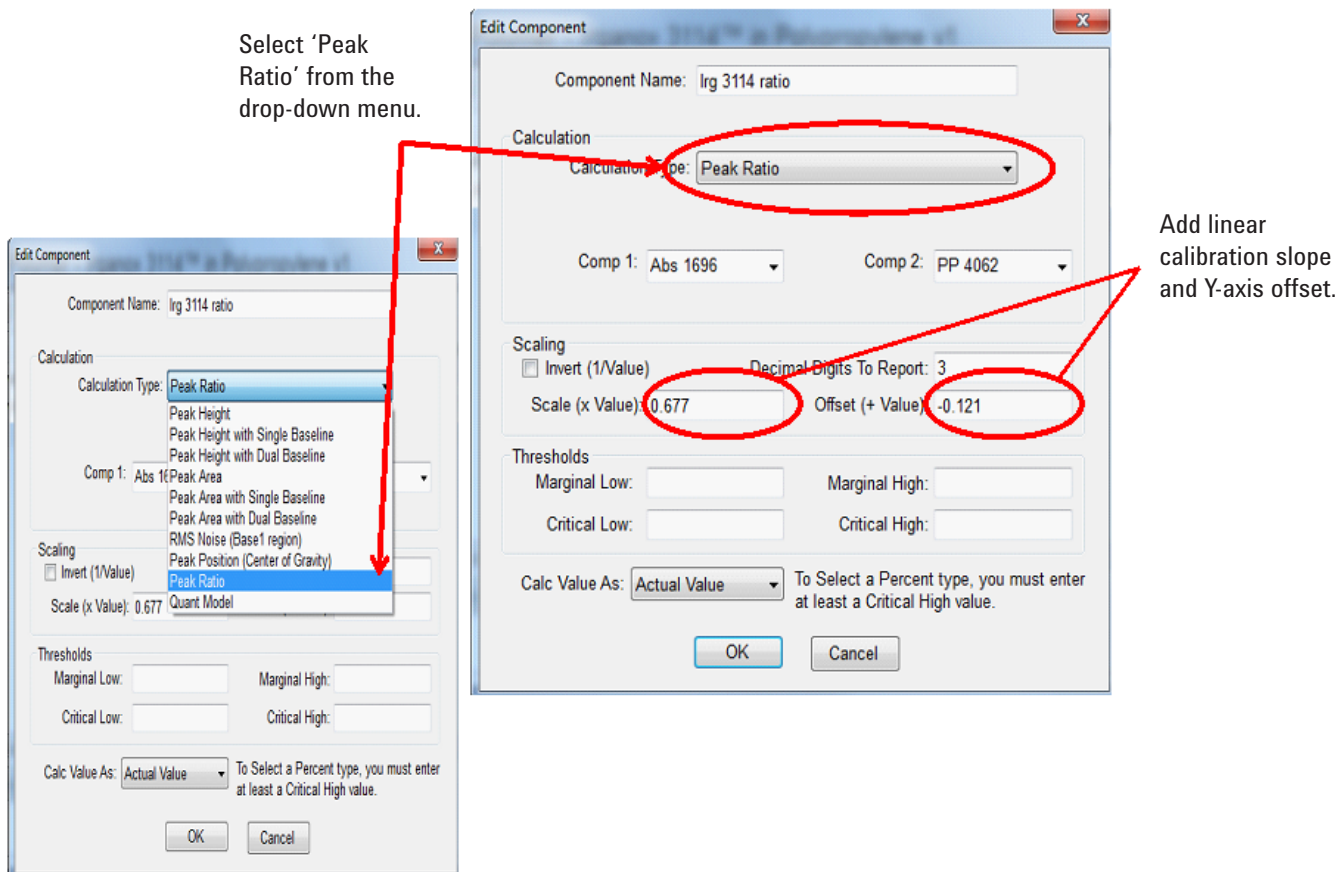 Select ‘Peak
Ratio’ from the
drop-down menu.
Edit Component
Component Name: Irg 3114 ratio
Calculation
Calculation Type: Peak Ratio
Comp 1: Abs 1696
Comp 2: PP 4062
Scaling
Invert (1/Value)
Decimal Digits To Report: 3
Scale (x Value): 0.677
Offset (+ Value): -0.121
Thresholds
Marginal Low:
Marginal High:
Critical Low:
Critical High:
Calc Value As: Actual Value
To Select a Percent type, you must enter
at least a Critical High value.
OK
Cancel
Add linear
calibration slope
and Y-axis offset.
Edit Component
Component Name: Irg 3114 ratio
Calculation
Calculation Type: Peak Ratio
Peak Height
Peak Height with Single Baseline
Peak Height with Dual Baseline
Comp 1: Abs 16
Peak Area
Peak Area with Single Baseline
Peak Area with Dual Baseline
RMS Noise (Base1 region)
Peak Position (Center of Gravity)
Peak Ratio
Quant Model
Scaling
Invert (1/Value)
Scale (x Value): 0.677
Thresholds
Marginal Low:
Marginal High:
Critical Low:
Critical High:
Calc Value As: Actual Value
To Select a Percent type, you must enter
at least a Critical High value.
OK
Cancel